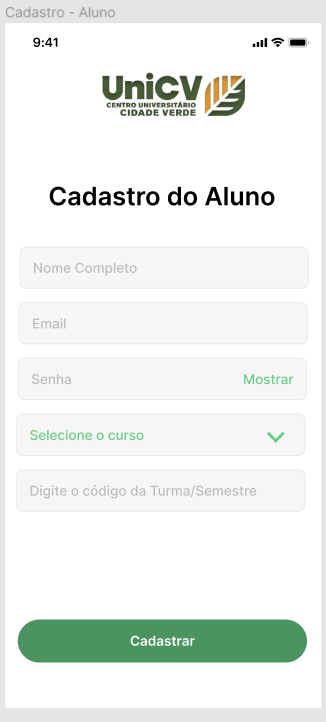 Cadastro - Aluno
9:41
UniCV
CENTRO UNIVERSITÁRIO
CIDADE VERDE
Cadastro do Aluno
Nome Completo
Email
Senha Mostrar
Selecione o curso
Digite o código da Turma/Semestre
Cadastrar